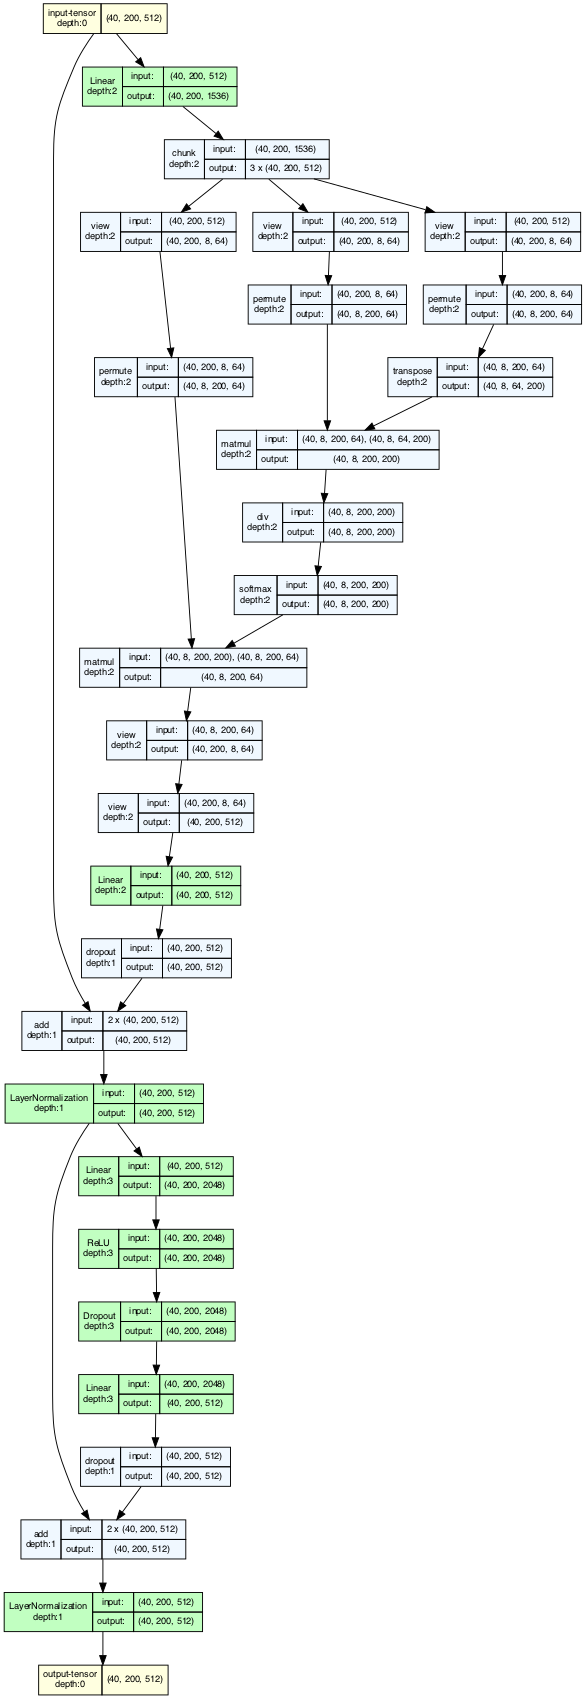 input-tensor
depth:0
(40, 200, 512)
Linear
depth:2
input:
(40, 200, 512)
output:
(40, 200, 1536)
chunk
depth:2
input:
(40, 200, 1536)
output:
3 x (40, 200, 512)
view
depth:2
input:
(40, 200, 512)
output:
(40, 200, 8, 64)
view
depth:2
input:
(40, 200, 512)
output:
(40, 200, 8, 64)
view
depth:2
input:
(40, 200, 512)
output:
(40, 200, 8, 64)
permute
depth:2
input:
(40, 200, 8, 64)
output:
(40, 8, 200, 64)
permute
depth:2
input:
(40, 200, 8, 64)
output:
(40, 8, 200, 64)
permute
depth:2
input:
(40, 200, 8, 64)
output:
(40, 8, 200, 64)
transpose
depth:2
input:
(40, 8, 200, 64)
output:
(40, 8, 64, 200)
matmul
depth:2
input:
(40, 8, 200, 64), (40, 8, 64, 200)
output:
(40, 8, 200, 200)
div
depth:2
input:
(40, 8, 200, 200)
output:
(40, 8, 200, 200)
softmax
depth:2
input:
(40, 8, 200, 200)
output:
(40, 8, 200, 200)
matmul
depth:2
input:
(40, 8, 200, 200), (40, 8, 200, 64)
output:
(40, 8, 200, 64)
view
depth:2
input:
(40, 8, 200, 64)
output:
(40, 200, 8, 64)
view
depth:2
input:
(40, 200, 8, 64)
output:
(40, 200, 512)
Linear
depth:2
input:
(40, 200, 512)
output:
(40, 200, 512)
dropout
depth:1
input:
(40, 200, 512)
output:
(40, 200, 512)
add
depth:1
input:
2 x (40, 200, 512)
output:
(40, 200, 512)
LayerNormalization
depth:1
input:
(40, 200, 512)
output:
(40, 200, 512)
Linear
depth:3
input:
(40, 200, 512)
output:
(40, 200, 2048)
ReLU
depth:3
input:
(40, 200, 2048)
output:
(40, 200, 2048)
Dropout
depth:3
input:
(40, 200, 2048)
output:
(40, 200, 2048)
Linear
depth:3
input:
(40, 200, 2048)
output:
(40, 200, 512)
dropout
depth:1
input:
(40, 200, 512)
output:
(40, 200, 512)
add
depth:1
input:
2 x (40, 200, 512)
output:
(40, 200, 512)
LayerNormalization
depth:1
input:
(40, 200, 512)
output:
(40, 200, 512)
output-tensor
depth:0
(40, 200, 512)